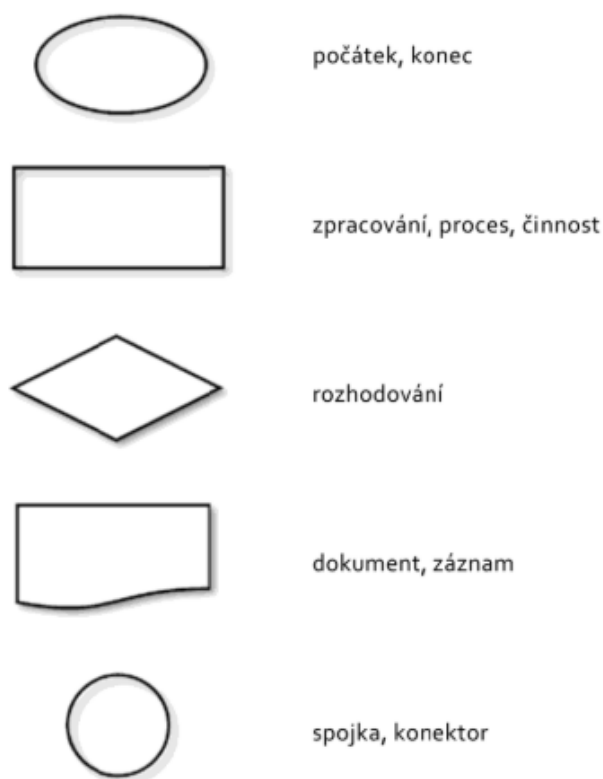 počátek, konec
zpracování, proces, činnost
rozhodování
dokument, záznam
spojka, konektor